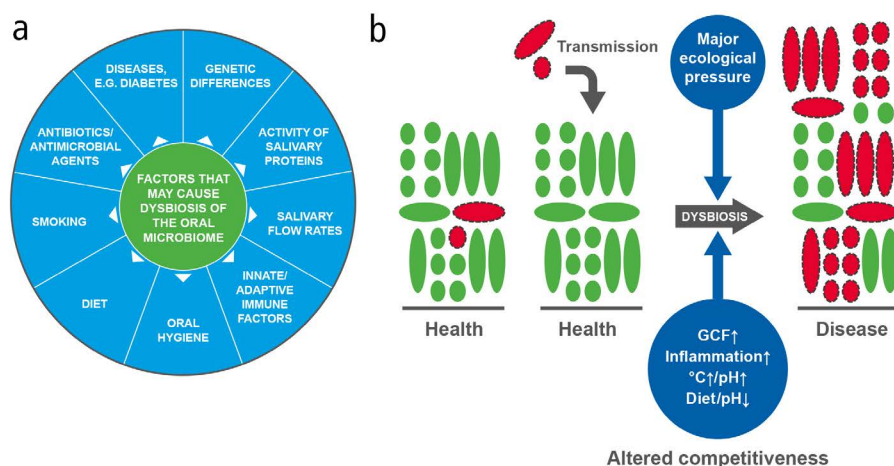 a
DISEASES,
E.G. DIABETES
GENETIC
DIFFERENCES
ANTIBIOTICS/
ANTIMICROBIAL
AGENTS
ACTIVITY OF
SALIVARY
PROTEINS
FACTORS THAT
MAY CAUSE
DYSBIOSIS OF
THE ORAL
MICROBIOME
SMOKING
SALIVARY
FLOW RATES
DIET
ORAL
HYGIENE
INNATE/
ADAPTIVE
IMMUNE
FACTORS
b
Transmission
Major
ecological
pressure
DYSBIOSIS
Health
Health
Disease
GCF↑
Inflammation↑
°C↑/pH↑
Diet/pH↓
Altered competitiveness